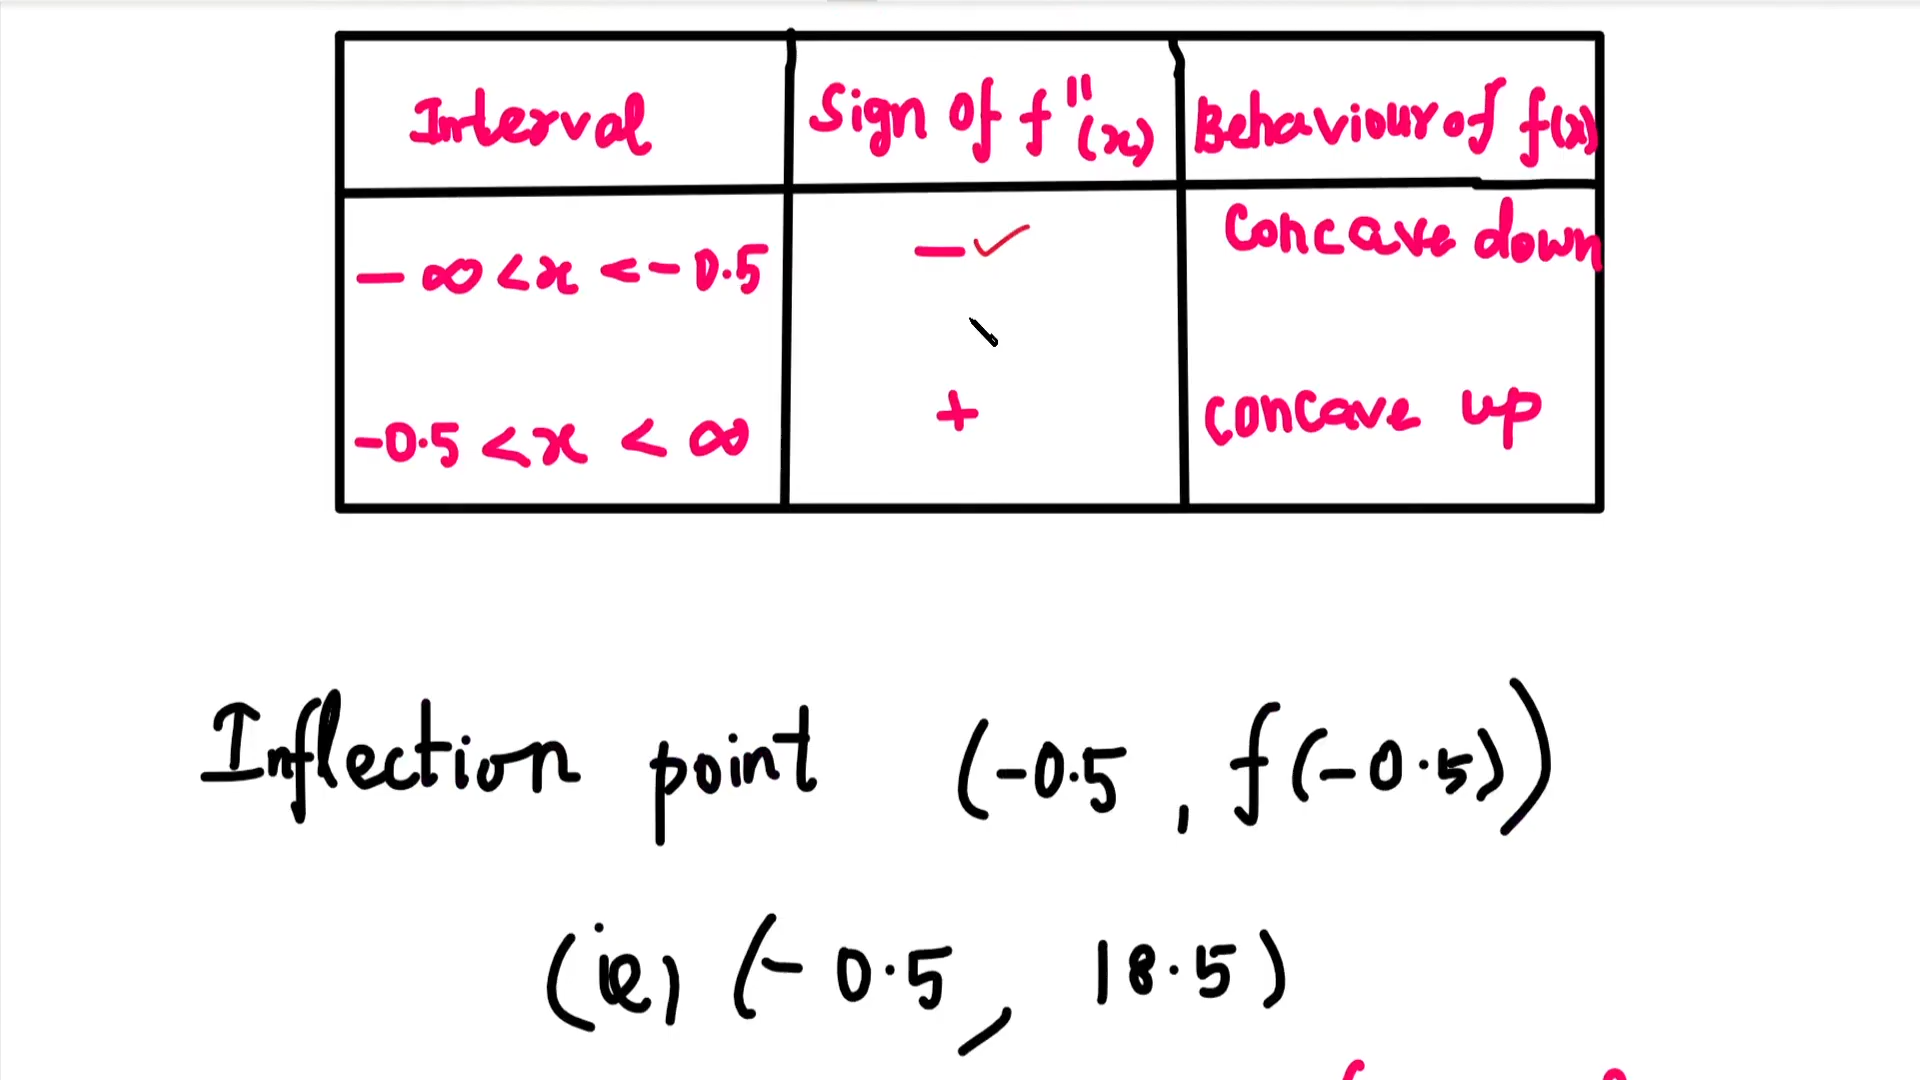 Interval Sign of f"(x) Behaviour of f(x)
-∞ < x < -0.5 - ✓ Concave down
-0.5 < x < ∞ + concave up
Inflection point (-0.5, f(-0.5))
(ie) (-0.5, 18.5)